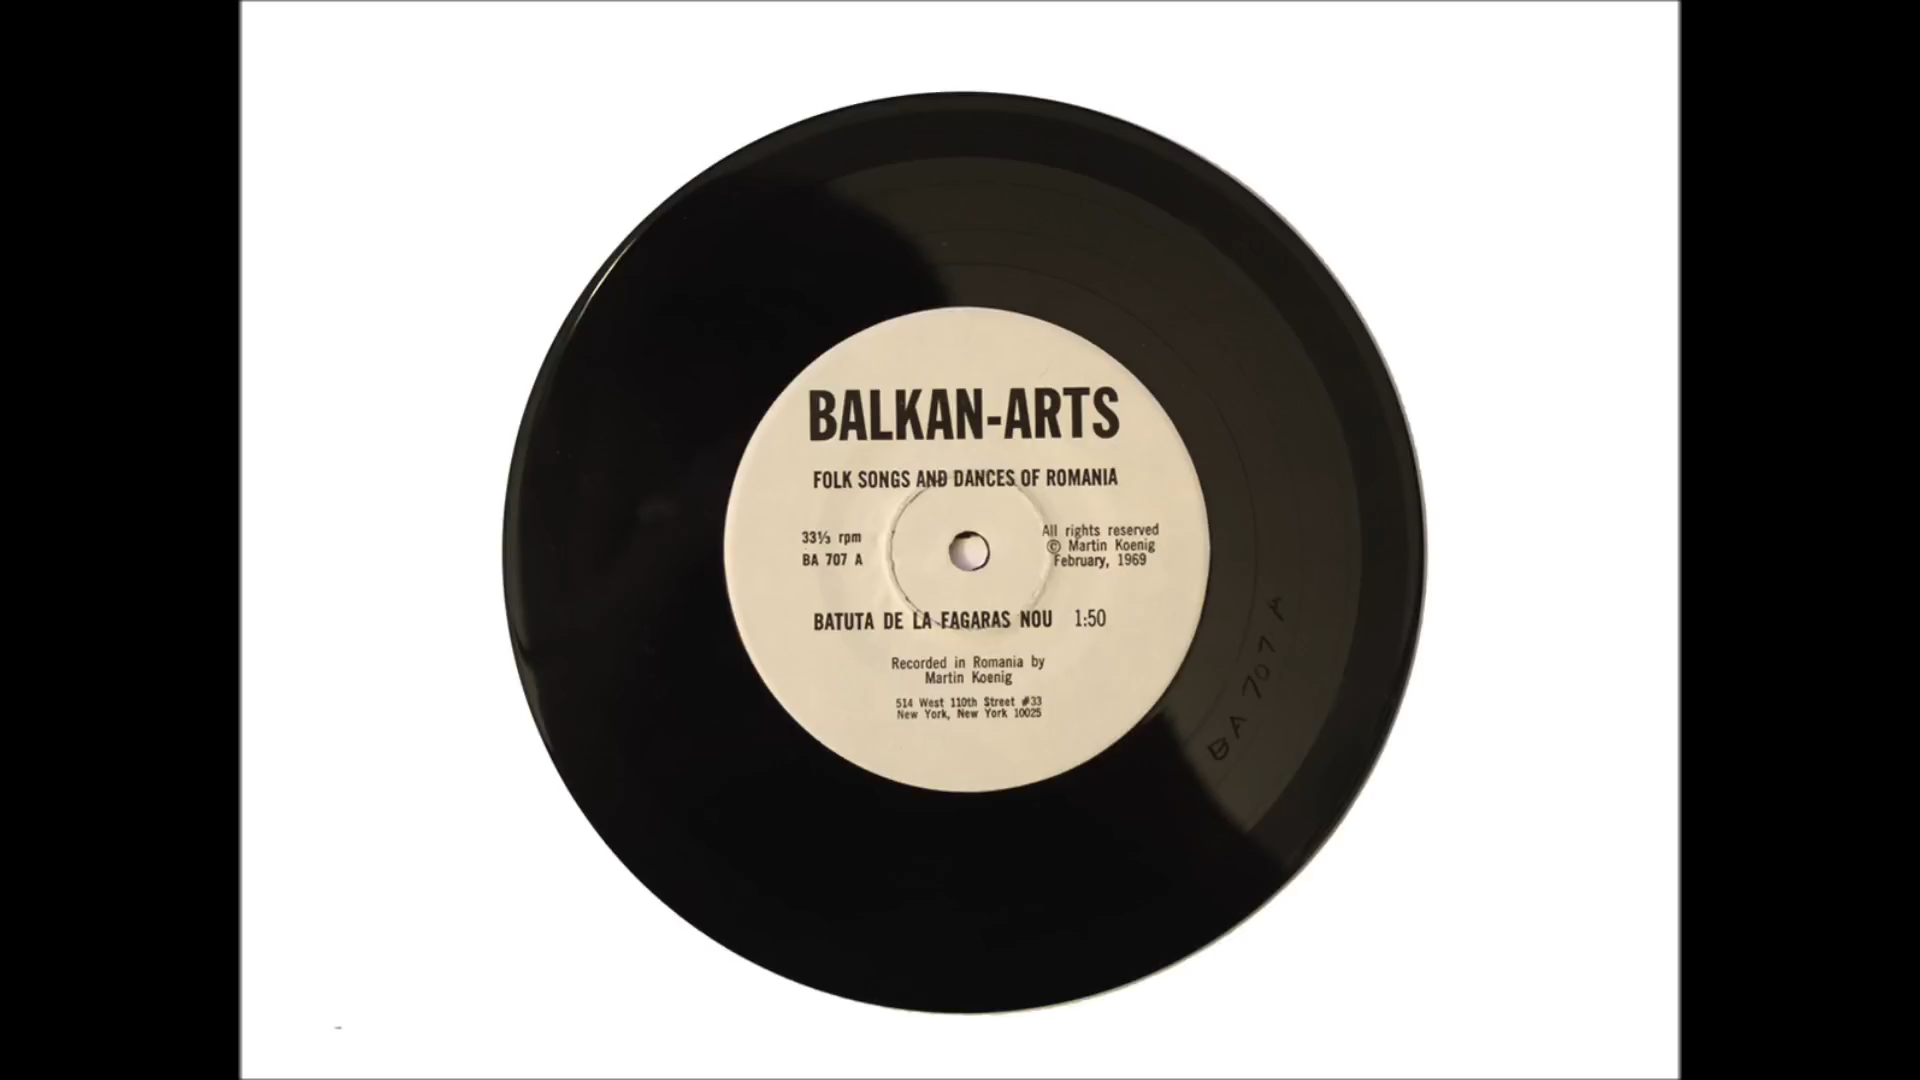 BALKAN-ARTS
FOLK SONGS AND DANCES OF ROMANIA
33⅓ rpm
BA 707 A
All rights reserved
© Martin Koenig
February, 1969
BATUTA DE LA FAGARAS NOU 1:50
Recorded in Romania by
Martin Koenig
514 West 110th Street #33
New York, New York 10025
BA 707 A